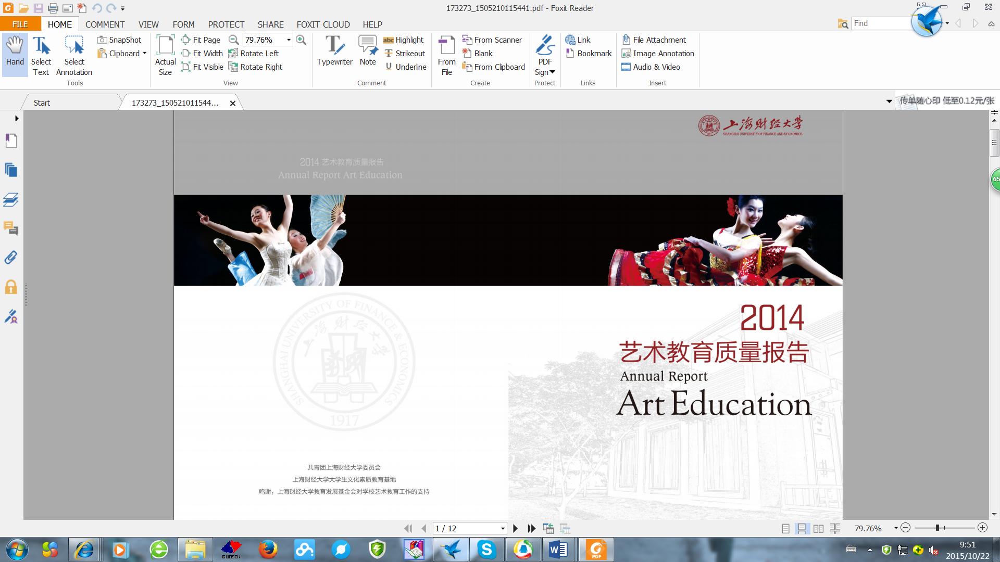 173273_1505210115441.pdf - Foxit Reader
FILE HOME COMMENT VIEW FORM PROTECT SHARE FOXIT CLOUD HELP
Find
Hand
Select Text
Select Annotation
SnapShot
Clipboard
Tools
Actual Size
Fit Page
Fit Width
Fit Visible
79.76%
Rotate Left
Rotate Right
View
Typewriter
Note
Highlight
Strikeout
Underline
Comment
From File
From Scanner
Blank
From Clipboard
Create
PDF Sign
Protect
Link
Bookmark
Links
File Attachment
Image Annotation
Audio & Video
Insert
Start
173273_150521011544...
传单随心印 低至0.12元/张
上海财经大学
SHANGHAI UNIVERSITY OF FINANCE AND ECONOMICS
2014 艺术教育质量报告
Annual Report Art Education
65
SHANGHAI UNIVERSITY OF FINANCE & ECONOMICS
上海财经大学
1917
2014
艺术教育质量报告
Annual Report
Art Education
共青团上海财经大学委员会
上海财经大学大学生文化素质教育基地
鸣谢：上海财经大学教育发展基金会对学校艺术教育工作的支持
1 / 12
79.76%
GUOSEN
PDF
9:51
2015/10/22